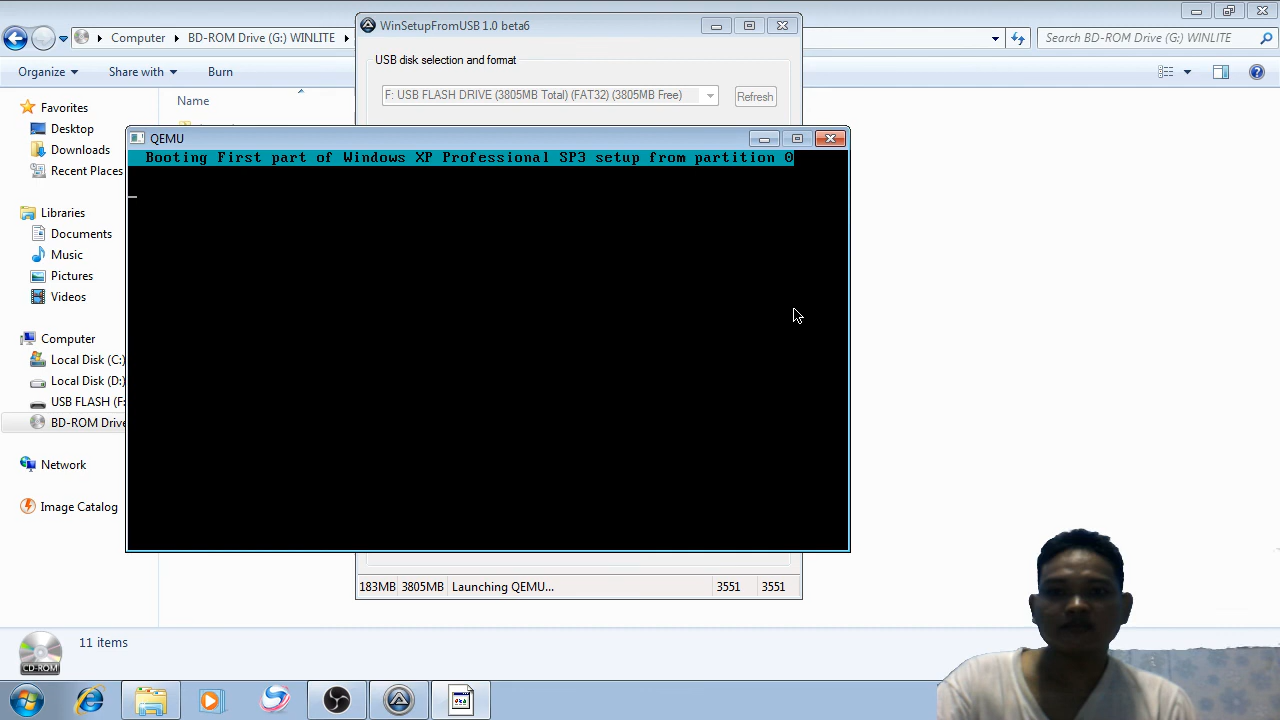 WinSetupFromUSB 1.0 beta6
Computer
BD-ROM Drive (G:) WINLITE
Search BD-ROM Drive (G:) WINLITE
Organize
Share with
Burn
USB disk selection and format
F: USB FLASH DRIVE (3805MB Total) (FAT32) (3805MB Free)
Refresh
Name
Favorites
Desktop
Downloads
Recent Places
Libraries
Documents
Music
Pictures
Videos
Computer
Local Disk (C:)
Local Disk (D:)
USB FLASH (F:
BD-ROM Drive
Network
Image Catalog
QEMU
Booting First part of Windows XP Professional SP3 setup from partition 0
183MB
3805MB
Launching QEMU...
3551
3551
11 items
CD-ROM